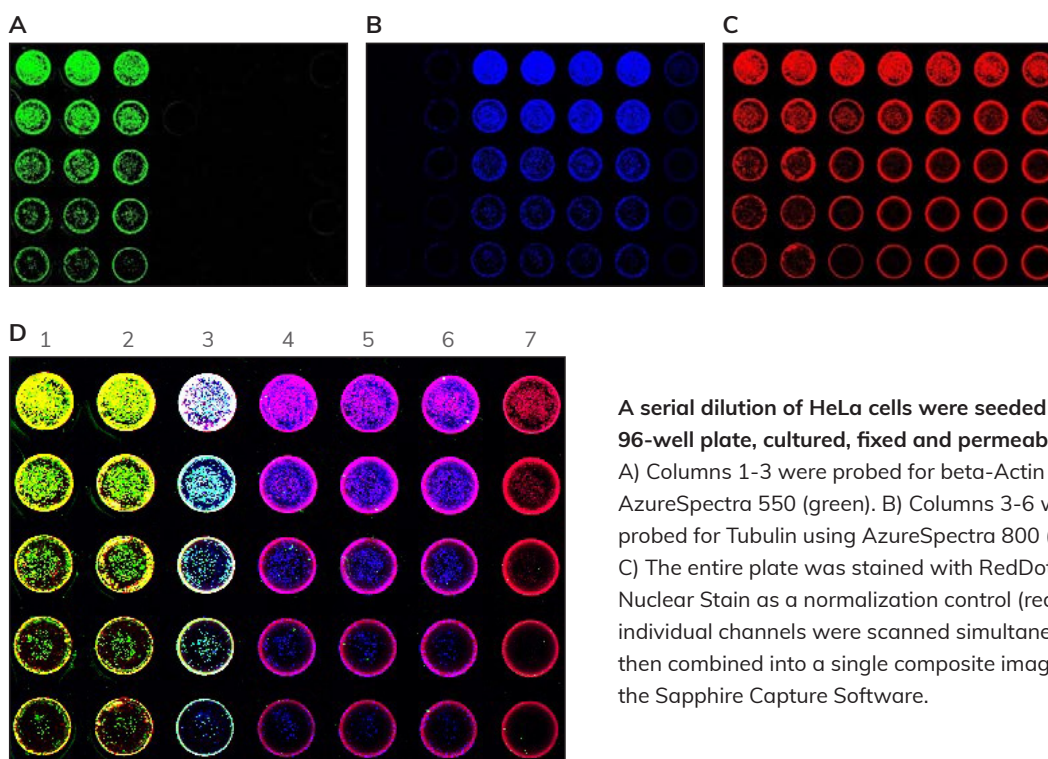 A
B
C
D
1 2 3 4 5 6 7
A serial dilution of HeLa cells were seeded
96-well plate, cultured, fixed and permeab
A) Columns 1-3 were probed for beta-Actin
AzureSpectra 550 (green). B) Columns 3-6 w
probed for Tubulin using AzureSpectra 800 (
C) The entire plate was stained with RedDot
Nuclear Stain as a normalization control (red
individual channels were scanned simultane
then combined into a single composite imag
the Sapphire Capture Software.